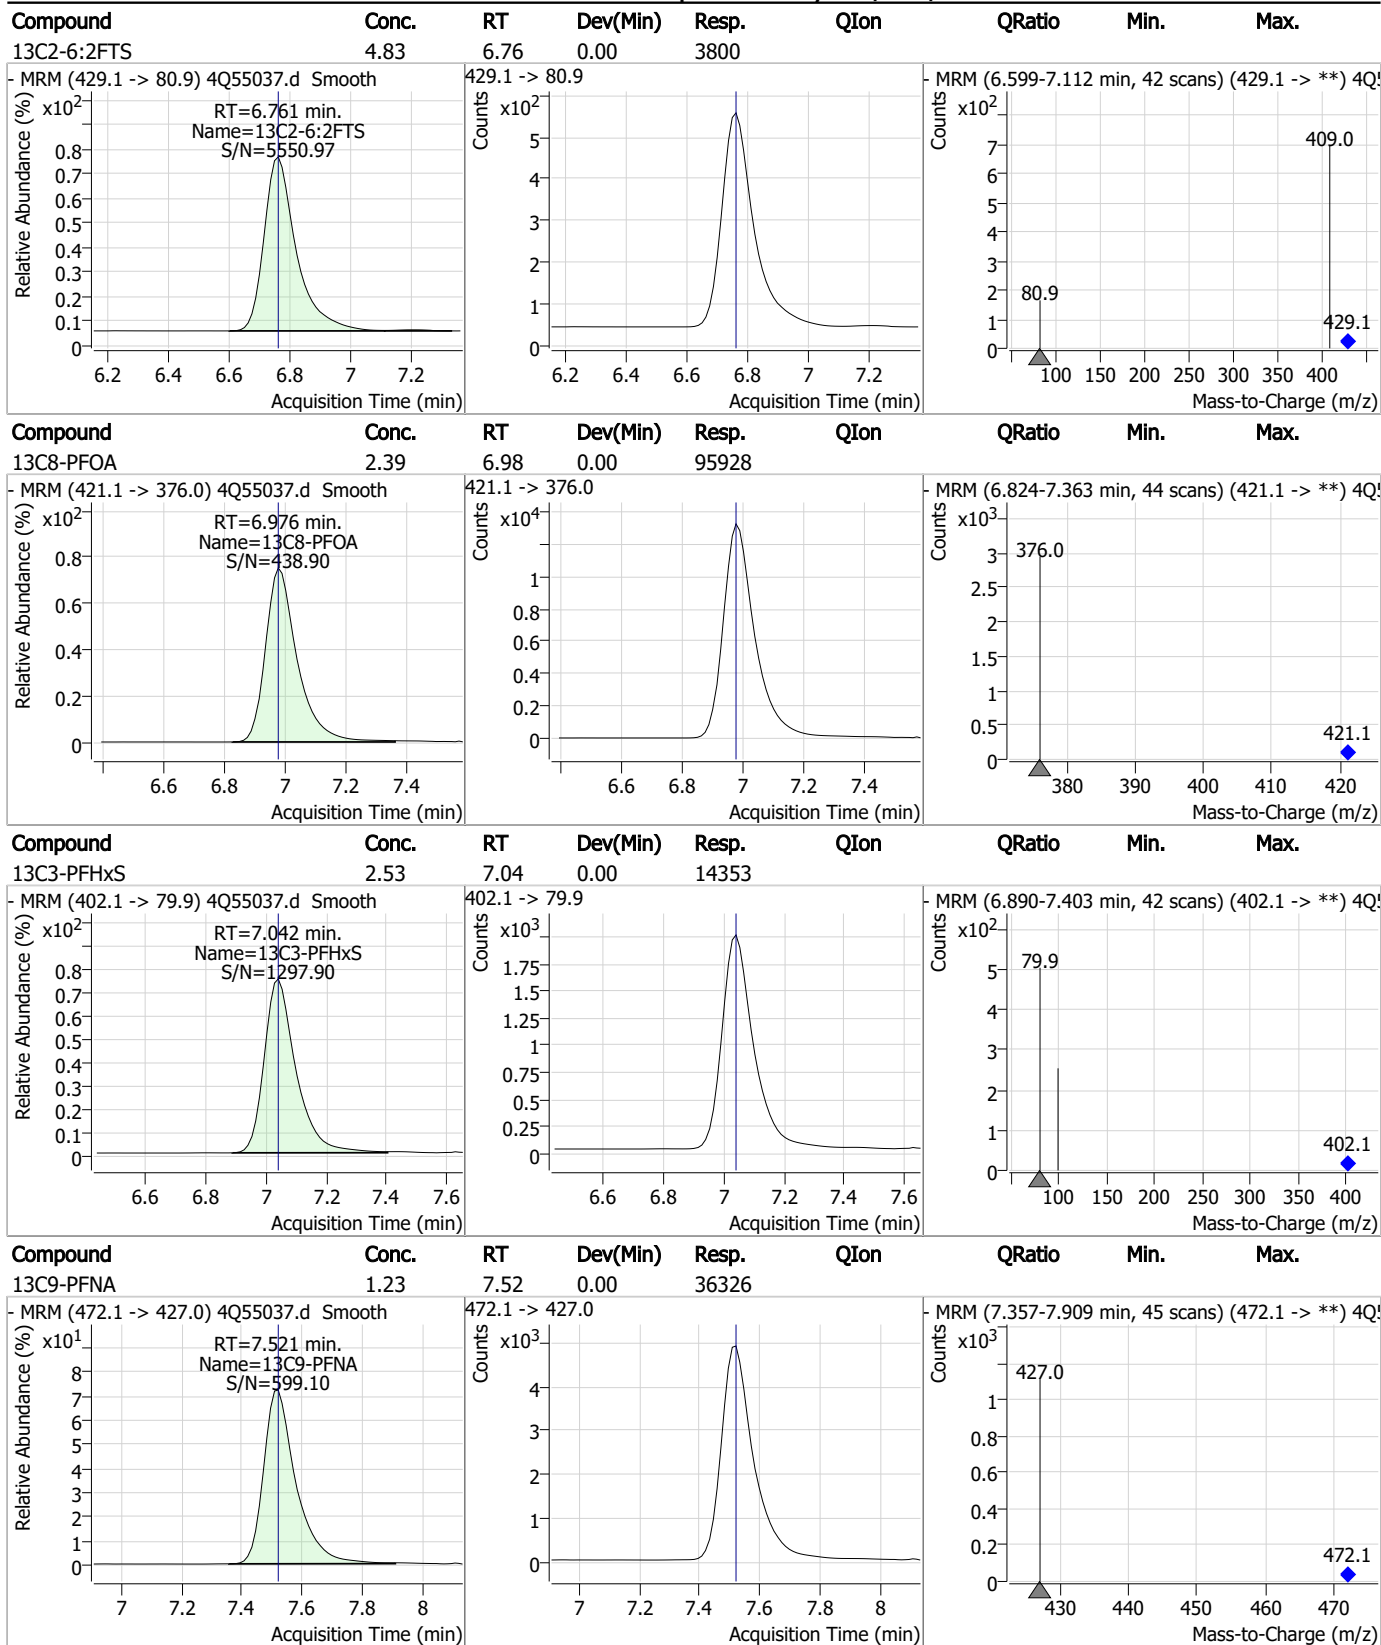 Compound Conc. RT Dev(Min) Resp. QIon QRatio Min. Max.
13C2-6:2FTS 4.83 6.76 0.00 3800
- MRM (429.1 -> 80.9) 4Q55037.d Smooth
x10² 0.8 0.7 0.6 0.5 0.4 0.3 0.2 0.1 0
Relative Abundance (%)
RT=6.761 min.
Name=13C2-6:2FTS
S/N=5550.97
6.2 6.4 6.6 6.8 7 7.2
Acquisition Time (min)
429.1 -> 80.9
Counts
x10² 5 4 3 2 1 0
6.2 6.4 6.6 6.8 7 7.2
Acquisition Time (min)
- MRM (6.599-7.112 min, 42 scans) (429.1 -> **)
Counts
x10² 7 6 5 4 3 2 1 0
409.0
80.9
429.1
100 150 200 250 300 350 400
Mass-to-Charge (m/z)
Compound Conc. RT Dev(Min) Resp. QIon QRatio Min. Max.
13C8-PFOA 2.39 6.98 0.00 95928
- MRM (421.1 -> 376.0) 4Q55037.d Smooth
Relative Abundance (%)
x10² 0.8 0.6 0.4 0.2 0
RT=6.976 min.
Name=13C8-PFOA
S/N=438.90
6.6 6.8 7 7.2 7.4
Acquisition Time (min)
421.1 -> 376.0
Counts
x10⁴ 1 0.8 0.6 0.4 0.2 0
6.6 6.8 7 7.2 7.4
Acquisition Time (min)
- MRM (6.824-7.363 min, 44 scans) (421.1 -> **)
Counts
x10³ 3 2.5 2 1.5 1 0.5 0
376.0
421.1
380 390 400 410 420
Mass-to-Charge (m/z)
Compound Conc. RT Dev(Min) Resp. QIon QRatio Min. Max.
13C3-PFHxS 2.53 7.04 0.00 14353
- MRM (402.1 -> 79.9) 4Q55037.d Smooth
Relative Abundance (%)
x10² 0.8 0.7 0.6 0.5 0.4 0.3 0.2 0.1 0
RT=7.042 min.
Name=13C3-PFHxS
S/N=1297.90
6.6 6.8 7 7.2 7.4 7.6
Acquisition Time (min)
402.1 -> 79.9
Counts
x10³ 1.75 1.5 1.25 1 0.75 0.5 0.25 0
6.6 6.8 7 7.2 7.4 7.6
Acquisition Time (min)
- MRM (6.890-7.403 min, 42 scans) (402.1 -> **)
Counts
x10² 5 4 3 2 1 0
79.9
402.1
100 150 200 250 300 350 400
Mass-to-Charge (m/z)
Compound Conc. RT Dev(Min) Resp. QIon QRatio Min. Max.
13C9-PFNA 1.23 7.52 0.00 36326
- MRM (472.1 -> 427.0) 4Q55037.d Smooth
Relative Abundance (%)
x10¹ 8 7 6 5 4 3 2 1 0
RT=7.521 min.
Name=13C9-PFNA
S/N=599.10
7 7.2 7.4 7.6 7.8 8
Acquisition Time (min)
472.1 -> 427.0
Counts
x10³ 4 3 2 1 0
7 7.2 7.4 7.6 7.8 8
Acquisition Time (min)
- MRM (7.357-7.909 min, 45 scans) (472.1 -> **)
Counts
x10³ 1 0.8 0.6 0.4 0.2 0
427.0
472.1
430 440 450 460 470
Mass-to-Charge (m/z)